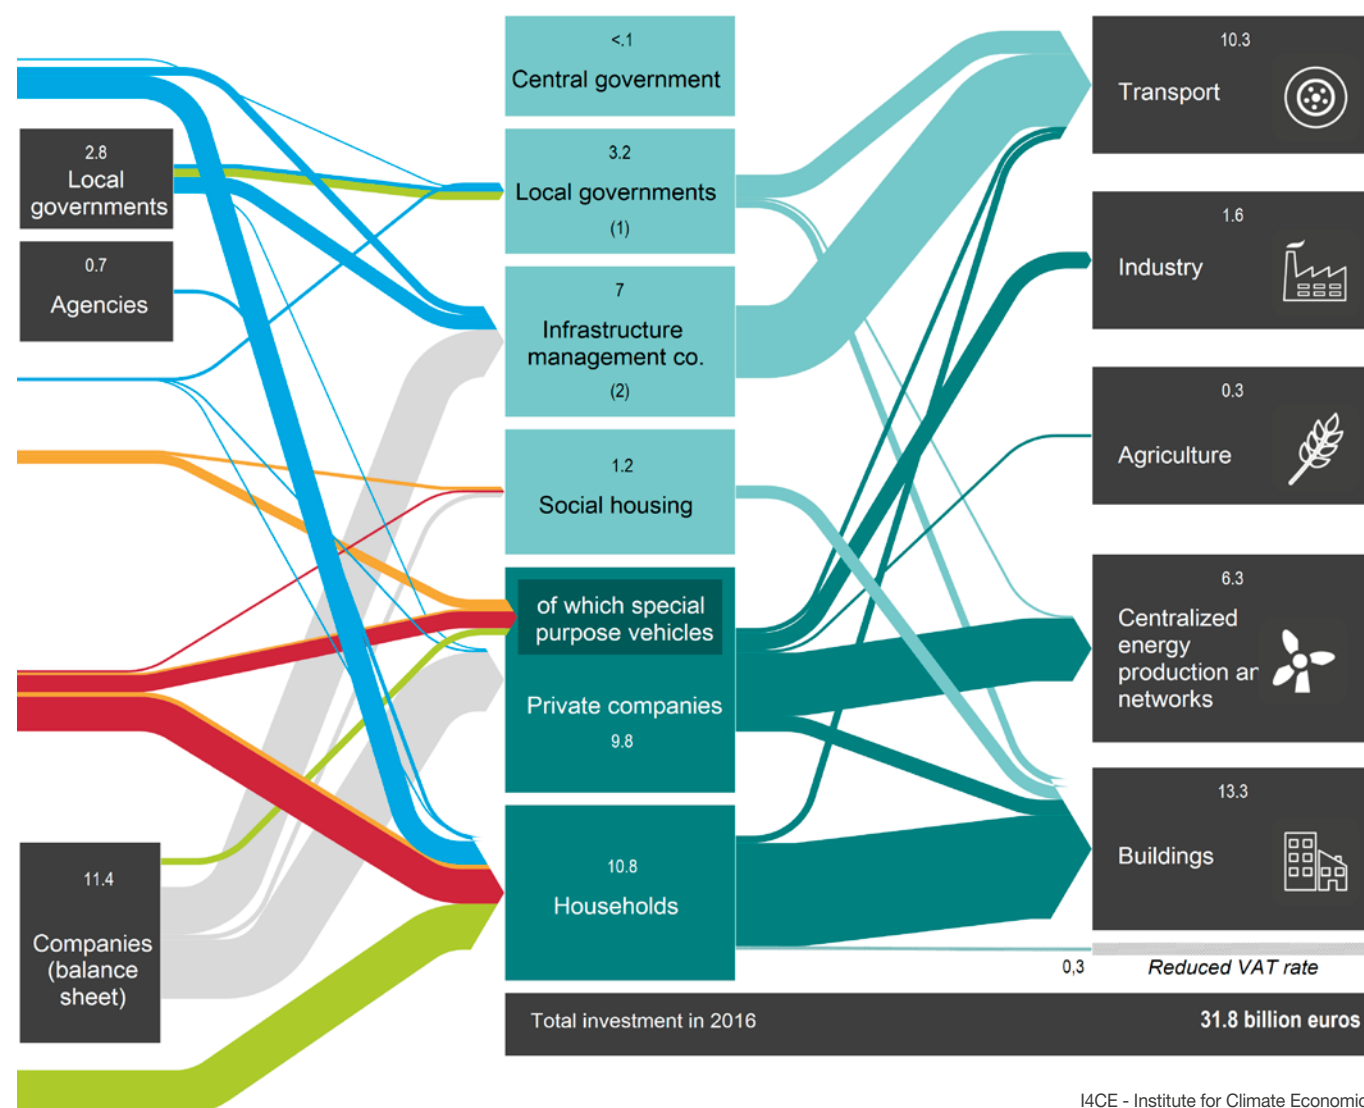 2.8
Local
governments
0.7
Agencies
11.4
Companies
(balance
sheet)
<.1
Central government
3.2
Local governments
(1)
7
Infrastructure
management co.
(2)
1.2
Social housing
of which special
purpose vehicles
Private companies
9.8
10.8
Households
10.3
Transport
1.6
Industry
0.3
Agriculture
6.3
Centralized
energy
production an
networks
13.3
Buildings
0,3
Reduced VAT rate
Total investment in 2016
31.8 billion euros
I4CE - Institute for Climate Economic